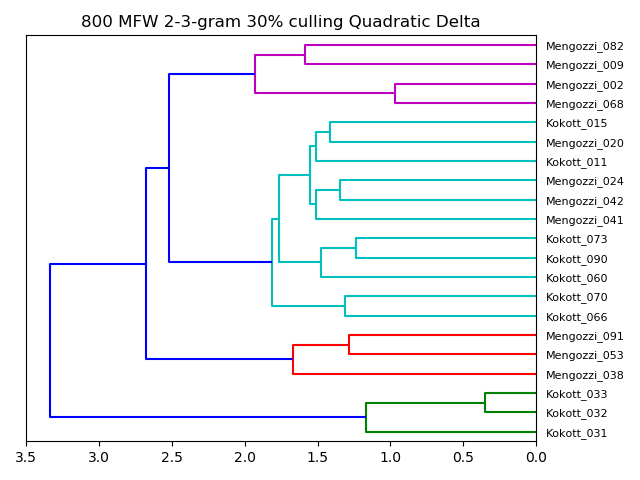 800 MFW 2-3-gram 30% culling Quadratic Delta
Mengozzi_082
Mengozzi_009
Mengozzi_002
Mengozzi_068
Kokott_015
Mengozzi_020
Kokott_011
Mengozzi_024
Mengozzi_042
Mengozzi_041
Kokott_073
Kokott_090
Kokott_060
Kokott_070
Kokott_066
Mengozzi_091
Mengozzi_053
Mengozzi_038
Kokott_033
Kokott_032
Kokott_031
3.5 3.0 2.5 2.0 1.5 1.0 0.5 0.0